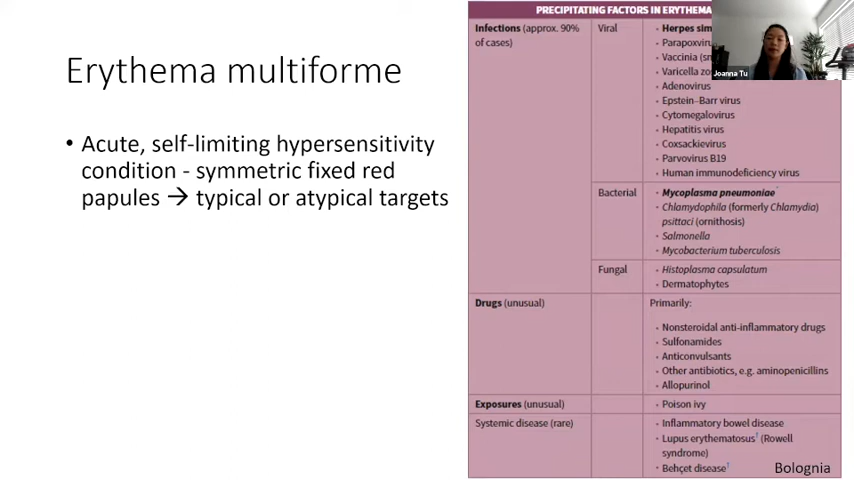 Erythema multiforme
• Acute, self-limiting hypersensitivity
condition - symmetric fixed red
papules → typical or atypical targets
PRECIPITATING FACTORS IN ERYTHEMA
Infections (approx. 90%
of cases)
Viral
• Herpes sim
• Parapoxviru
• Vaccinia (sm
• Varicella zos
• Adenovirus
• Epstein–Barr virus
• Cytomegalovirus
• Hepatitis virus
• Coxsackievirus
• Parvovirus B19
• Human immunodeficiency virus
Bacterial
• Mycoplasma pneumoniae
• Chlamydophila (formerly Chlamydia)
psittaci (ornithosis)
• Salmonella
• Mycobacterium tuberculosis
Fungal
• Histoplasma capsulatum
• Dermatophytes
Drugs (unusual)
Primarily:
• Nonsteroidal anti-inflammatory drugs
• Sulfonamides
• Anticonvulsants
• Other antibiotics, e.g. aminopenicillins
• Allopurinol
Exposures (unusual)
• Poison ivy
Systemic disease (rare)
• Inflammatory bowel disease
• Lupus erythematosus† (Rowell
syndrome)
• Behçet disease†
Bolognia
Joanna Tu